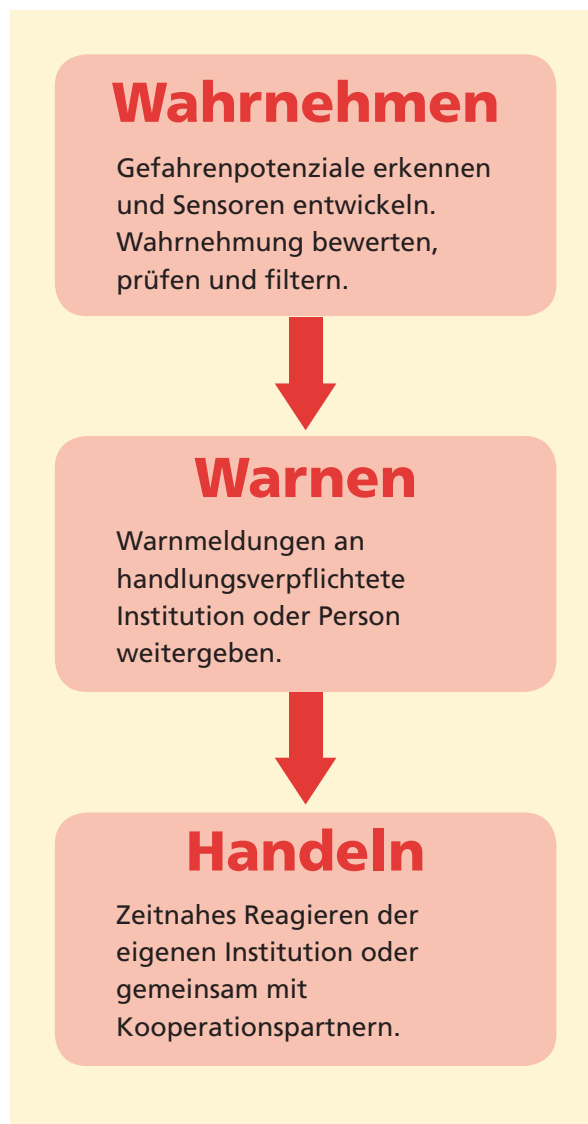 Wahrnehmen
Gefahrenpotenziale erkennen
und Sensoren entwickeln.
Wahrnehmung bewerten,
prüfen und filtern.
Warnen
Warnmeldungen an
handlungsverpflichtete
Institution oder Person
weitergeben.
Handeln
Zeitnahes Reagieren der
eigenen Institution oder
gemeinsam mit
Kooperationspartnern.